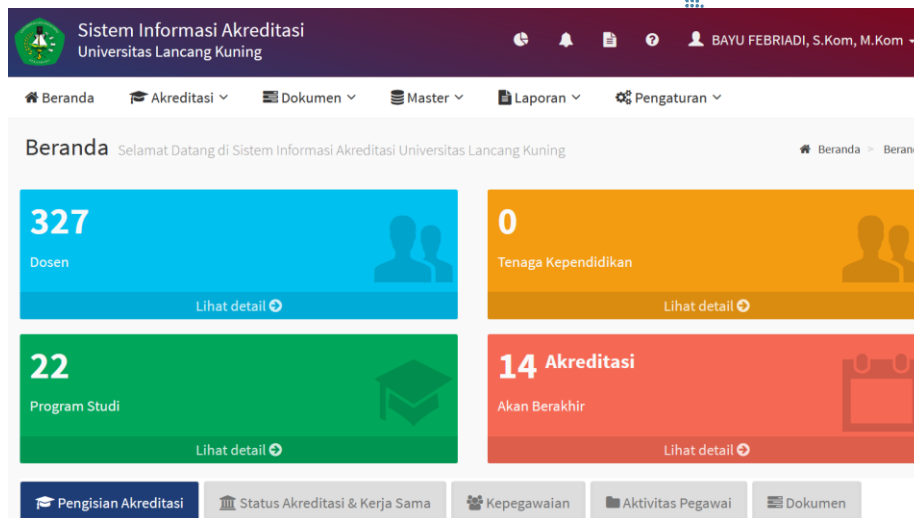 Sistem Informasi Akreditasi
Universitas Lancang Kuning
BAYU FEBRIADI, S.Kom, M.Kom
Beranda Akreditasi Dokumen Master Laporan Pengaturan
Beranda Selamat Datang di Sistem Informasi Akreditasi Universitas Lancang Kuning Beranda > Beran
327
Dosen
Lihat detail
0
Tenaga Kependidikan
Lihat detail
22
Program Studi
Lihat detail
14 Akreditasi
Akan Berakhir
Lihat detail
Pengisian Akreditasi Status Akreditasi & Kerja Sama Kepegawaian Aktivitas Pegawai Dokumen